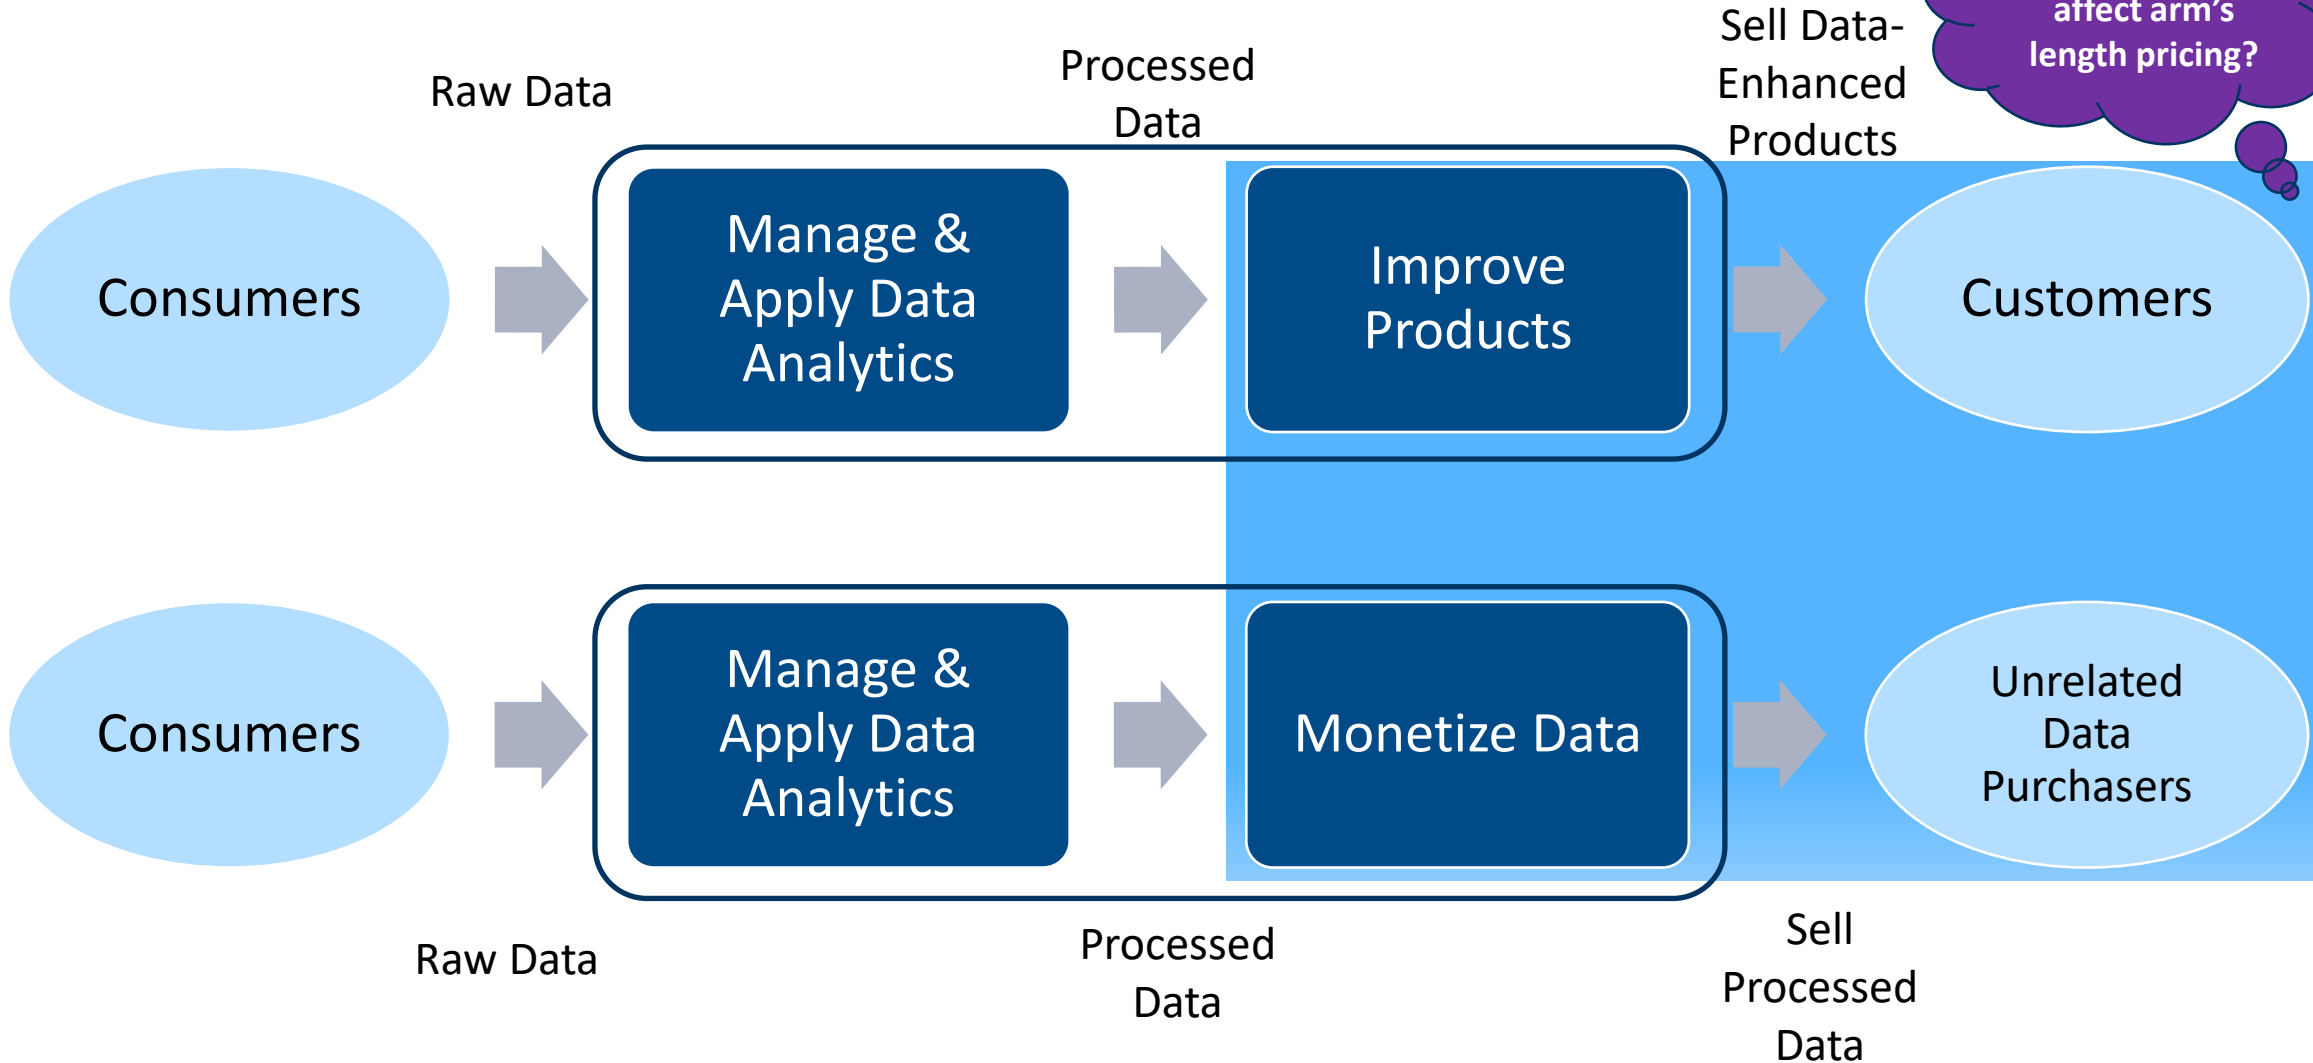 affect arm's
length pricing?
Sell Data-
Enhanced
Products
Raw Data
Processed
Data
Consumers
Manage &
Apply Data
Analytics
Improve
Products
Customers
Consumers
Manage &
Apply Data
Analytics
Monetize Data
Unrelated
Data
Purchasers
Raw Data
Processed
Data
Sell
Processed
Data